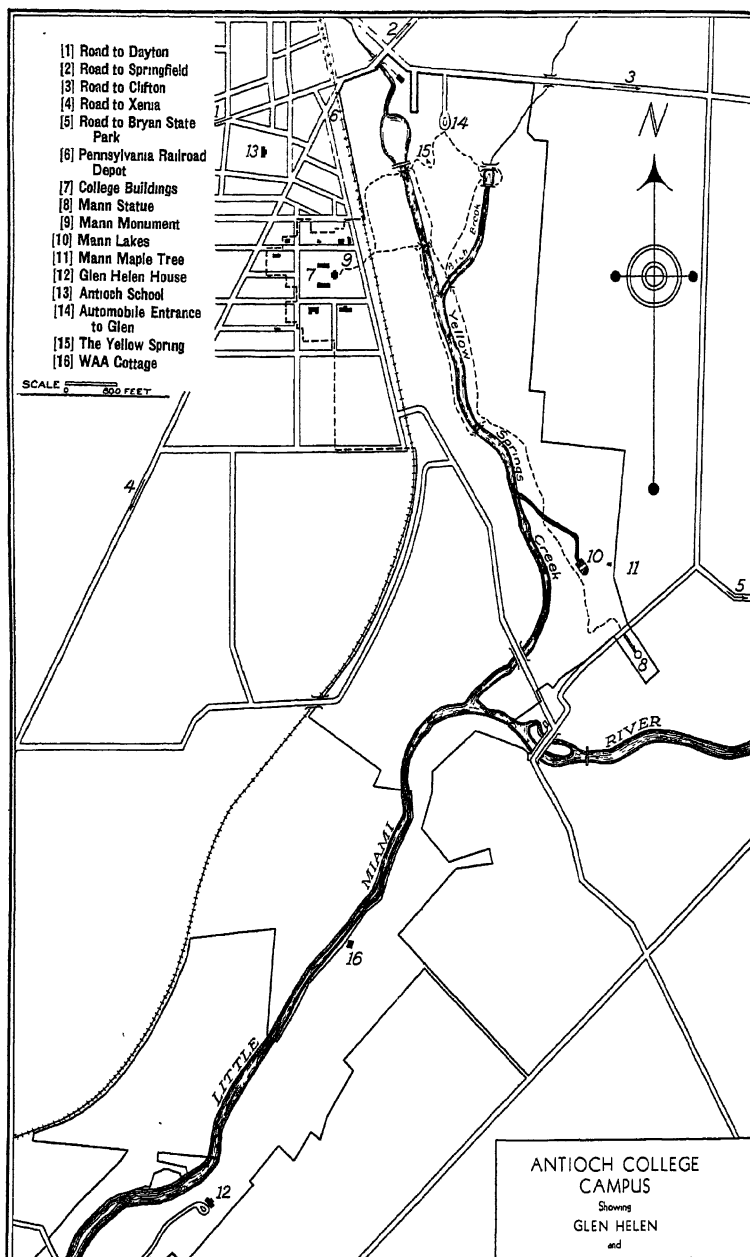 [1] Road to Dayton
[2] Road to Springfield
[3] Road to Clifton
[4] Road to Xenia
[5] Road to Bryan State
Park
[6] Pennsylvania Railroad
Depot
[7] College Buildings
[8] Mann Statue
[9] Mann Monument
[10] Mann Lakes
[11] Mann Maple Tree
[12] Glen Helen House
[13] Antioch School
[14] Automobile Entrance
to Glen
[15] The Yellow Spring
[16] WAA Cottage
SCALE
0 800 FEET
2
3
6
14
13
15
N
Birch Brook
9
7
Yellow
Springs
Creek
4
10
11
5
8
RIVER
MIAMI
16
LITTLE
12
ANTIOCH COLLEGE
CAMPUS
Showing
GLEN HELEN
and